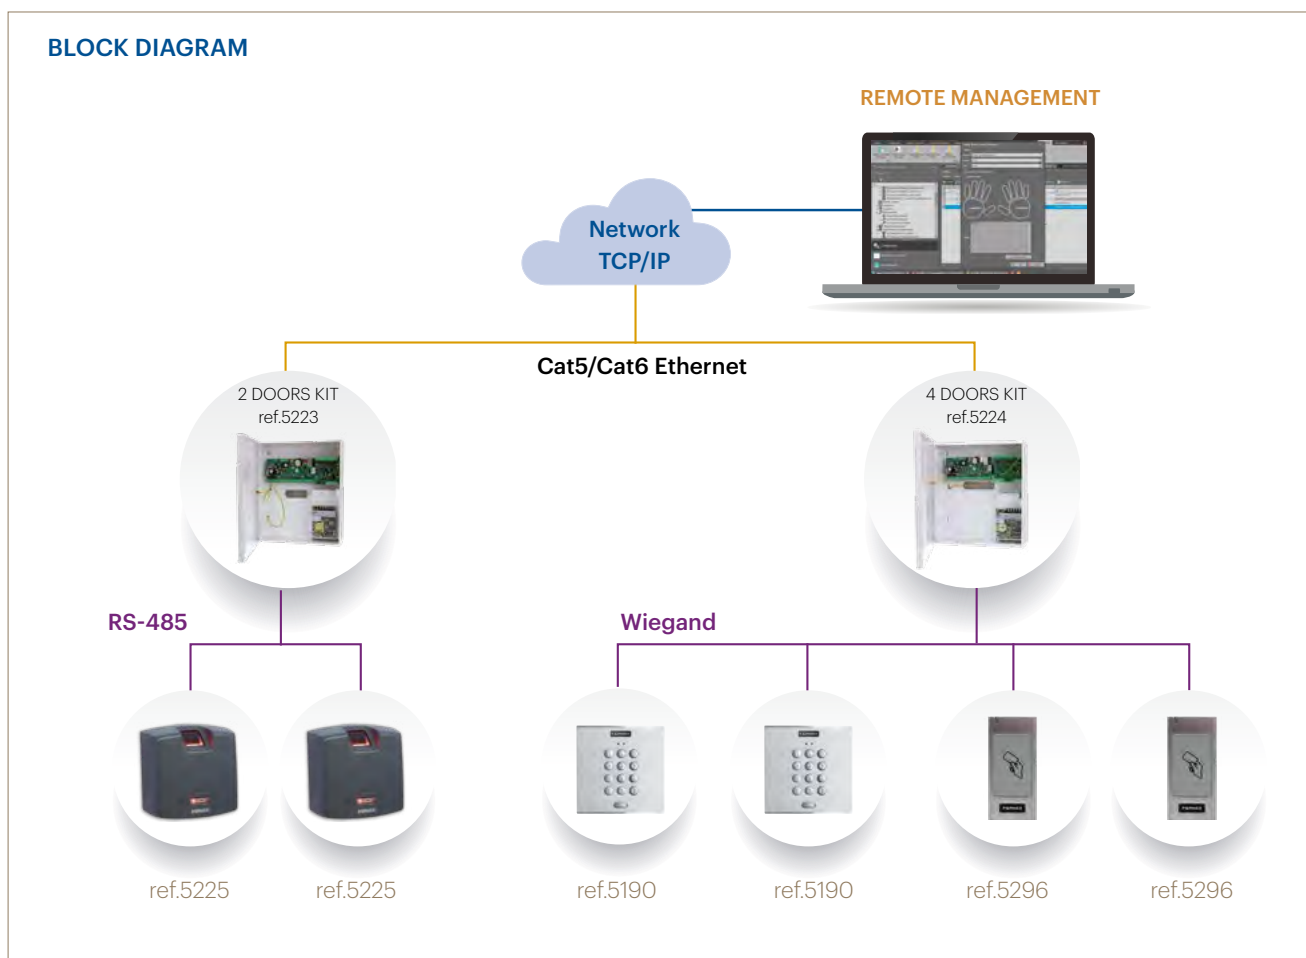 BLOCK DIAGRAM
REMOTE MANAGEMENT
Network
TCP/IP
Cat5/Cat6 Ethernet
2 DOORS KIT
ref.5223
4 DOORS KIT
ref.5224
RS-485
Wiegand
ref.5225
ref.5225
ref.5190
ref.5190
ref.5296
ref.5296